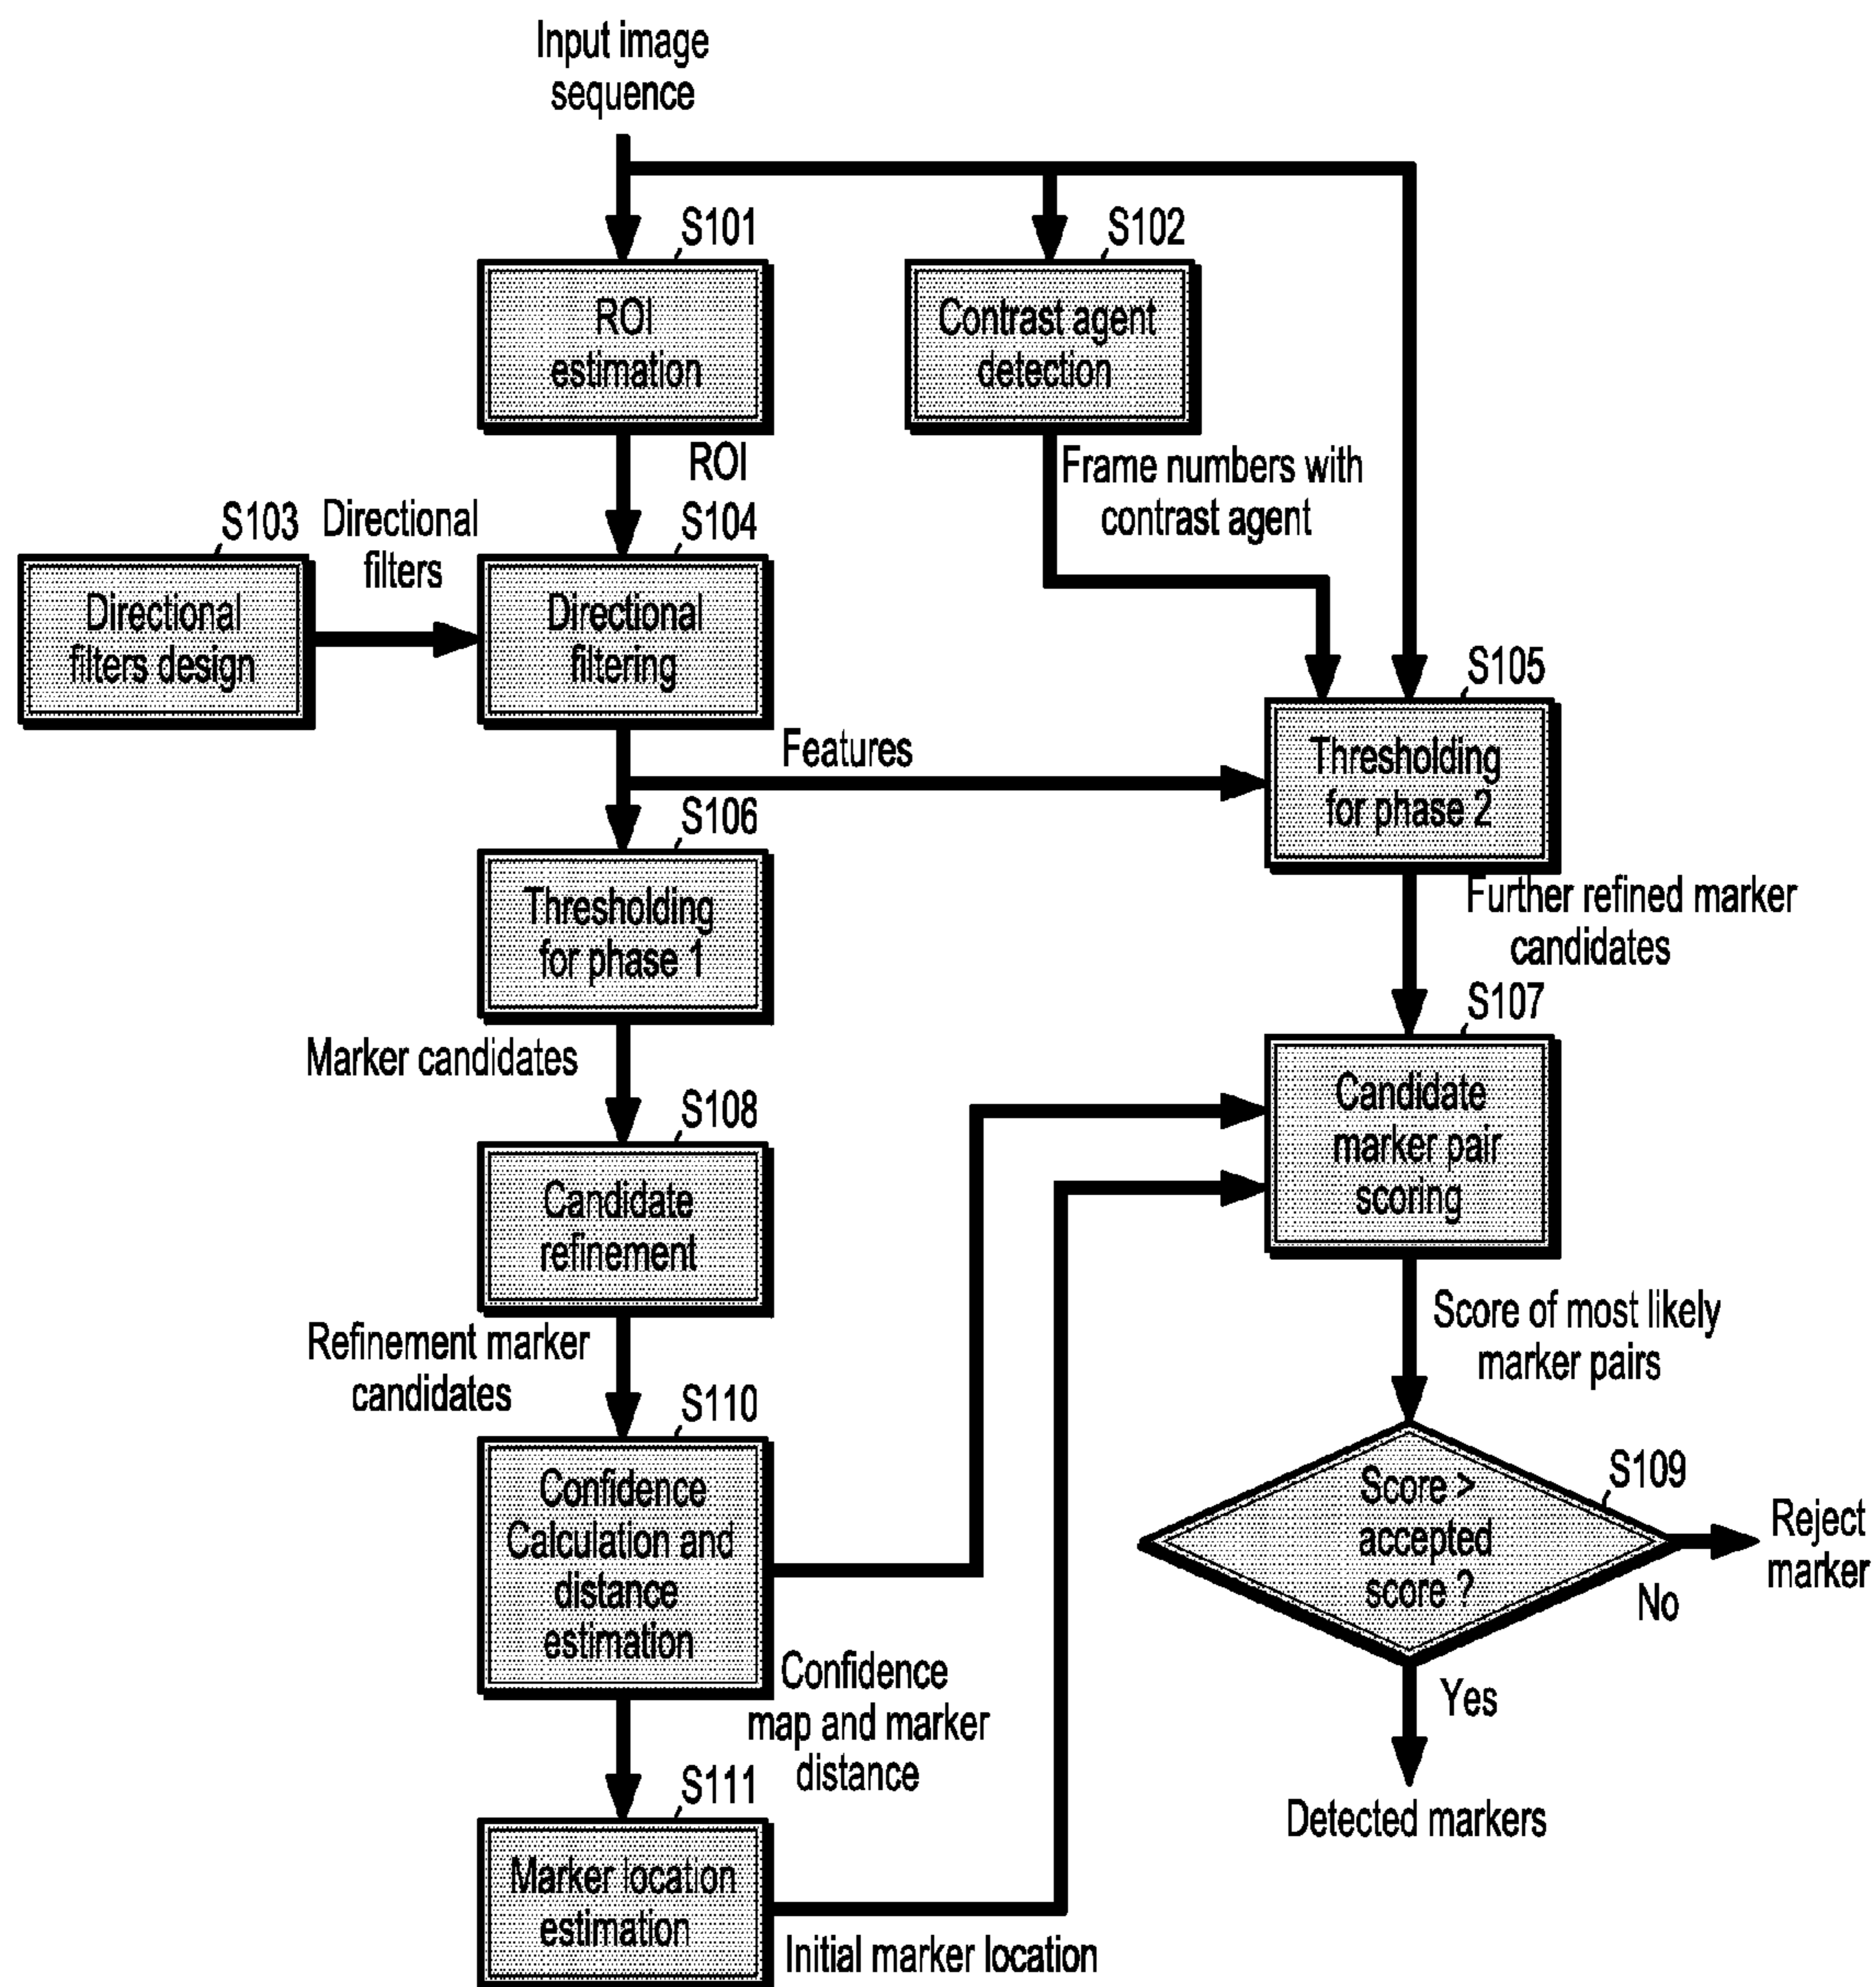 Input image
sequence
S101
ROI
estimation
S102
Contrast agent
detection
ROI
Frame numbers with
contrast agent
S103
Directional
filters design
Directional
filters
S104
Directional
filtering
Features
S105
Thresholding
for phase 2
S106
Thresholding
for phase 1
Further refined marker
candidates
Marker candidates
S107
Candidate
marker pair
scoring
S108
Candidate
refinement
Score of most likely
marker pairs
Refinement marker
candidates
S109
Score >
accepted
score ?
Reject
marker
No
Yes
Detected markers
S110
Confidence
Calculation and
distance
estimation
Confidence
map and marker
distance
S111
Marker location
estimation
Initial marker location